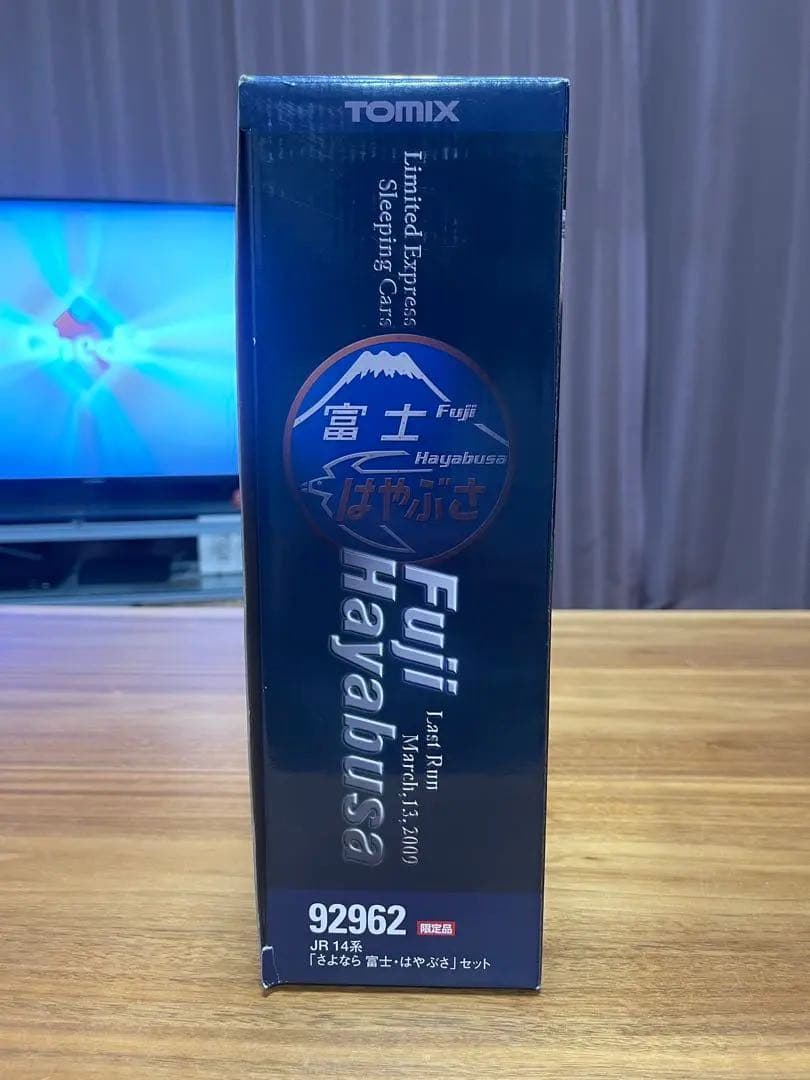 TOMIX
Limited Express
Sleeping Cars
富士 Fuji
Hayabusa
はやぶさ
Fuji
Hayabusa
Last Run
March,13,2009
92962 限定品
JR 14系
「さよなら 富士・はやぶさ」セット